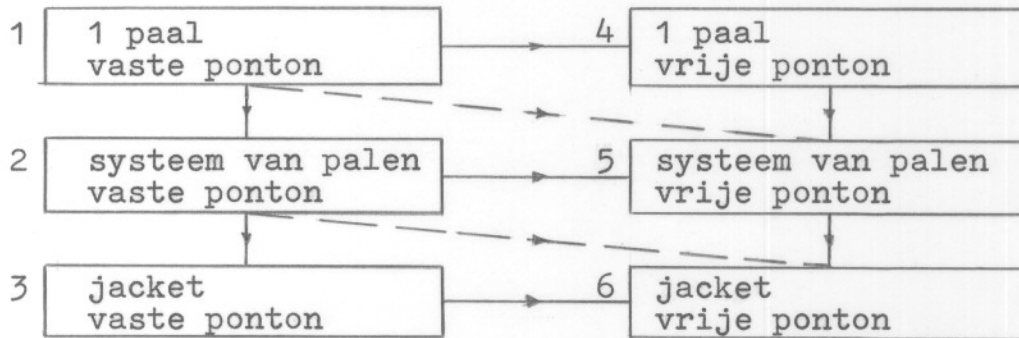 1
1 paal
vaste ponton
4
1 paal
vrije ponton
2
systeem van palen
vaste ponton
5
systeem van palen
vrije ponton
3
jacket
vaste ponton
6
jacket
vrije ponton